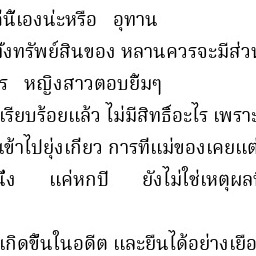 นี่เองน่ะหรือ อุทาน
ังทรัพย์สินของ หลานควรจะมีส่วน
ร หญิงสาวตอบยิ้มๆ
เรียบร้อยแล้ว ไม่มีสิทธิ์อะไร เพราะ
เข้าไปยุ่งเกี่ยว การที่แม่ของเคยแต่
นึ่ง แค่หกปี ยังไม่ใช่เหตุผลที่
เกิดขึ้นในอดีต และยืนได้อย่างเยือ